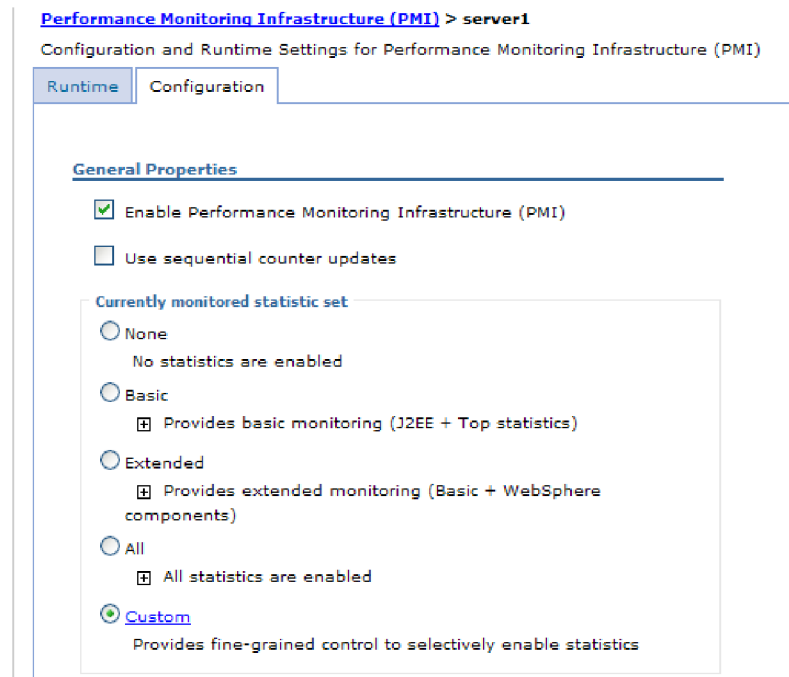 Performance Monitoring Infrastructure (PMI) > server1
Configuration and Runtime Settings for Performance Monitoring Infrastructure (PMI)
Runtime
Configuration
General Properties
Enable Performance Monitoring Infrastructure (PMI)
Use sequential counter updates
Currently monitored statistic set
None
No statistics are enabled
Basic
Provides basic monitoring (J2EE + Top statistics)
Extended
Provides extended monitoring (Basic + WebSphere
components)
All
All statistics are enabled
Custom
Provides fine-grained control to selectively enable statistics